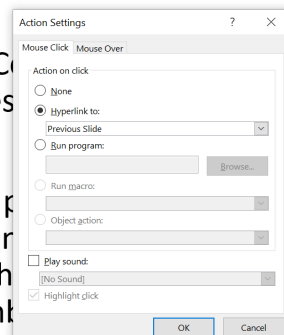 Action Settings ? ×
Mouse Click Mouse Over
Action on click
None
Hyperlink to:
Previous Slide
Run program:
Browse...
Run macro:
Object action:
Play sound:
[No Sound]
Highlight click
OK Cancel